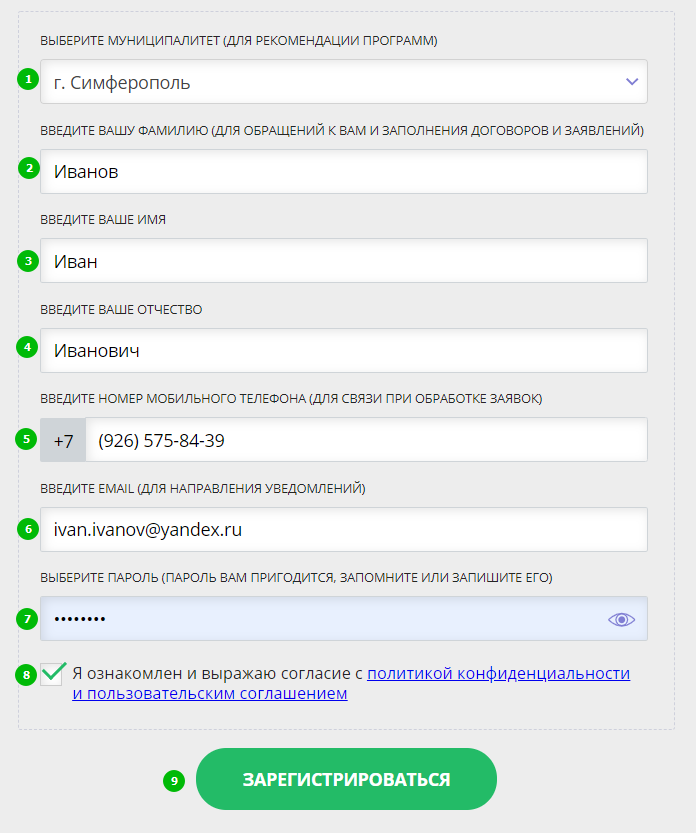 ВЫБЕРИТЕ МУНИЦИПАЛИТЕТ (ДЛЯ РЕКОМЕНДАЦИИ ПРОГРАММ)
1 г. Симферополь
ВВЕДИТЕ ВАШУ ФАМИЛИЮ (ДЛЯ ОБРАЩЕНИЙ К ВАМ И ЗАПОЛНЕНИЯ ДОГОВОРОВ И ЗАЯВЛЕНИЙ)
2 Иванов
ВВЕДИТЕ ВАШЕ ИМЯ
3 Иван
ВВЕДИТЕ ВАШЕ ОТЧЕСТВО
4 Иванович
ВВЕДИТЕ НОМЕР МОБИЛЬНОГО ТЕЛЕФОНА (ДЛЯ СВЯЗИ ПРИ ОБРАБОТКЕ ЗАЯВОК)
5 +7 (926) 575-84-39
ВВЕДИТЕ EMAIL (ДЛЯ НАПРАВЛЕНИЯ УВЕДОМЛЕНИЙ)
6 ivan.ivanov@yandex.ru
ВЫБЕРИТЕ ПАРОЛЬ (ПАРОЛЬ ВАМ ПРИГОДИТСЯ, ЗАПОМНИТЕ ИЛИ ЗАПИШИТЕ ЕГО)
7 ••••••••
8 Я ознакомлен и выражаю согласие с политикой конфиденциальности
и пользовательским соглашением
9 ЗАРЕГИСТРИРОВАТЬСЯ